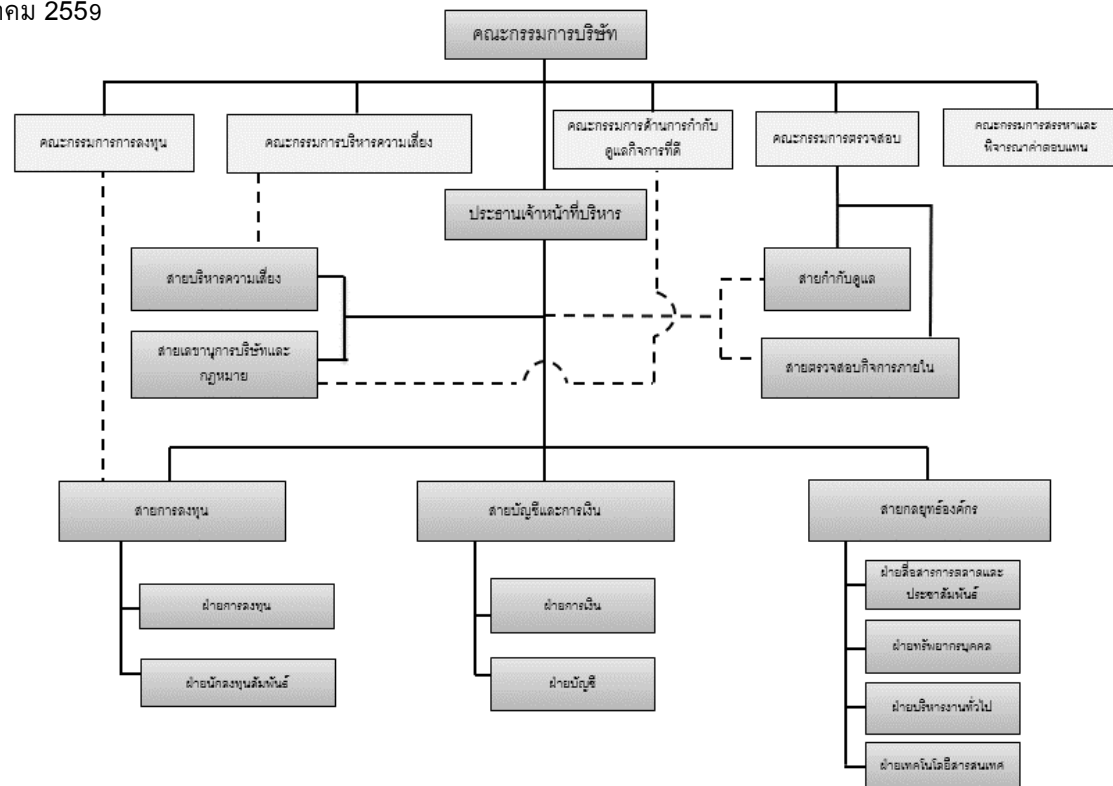 าคม 2559
คณะกรรมการบริษัท
คณะกรรมการการลงทุน
คณะกรรมการบริหารความเสี่ยง
คณะกรรมการด้านการกำกับ
ดูแลกิจการที่ดี
คณะกรรมการตรวจสอบ
คณะกรรมการสรรหาและ
พิจารณาค่าตอบแทน
ประธานเจ้าหน้าที่บริหาร
สายบริหารความเสี่ยง
สายกำกับดูแล
สายเลขานุการบริษัทและ
กฎหมาย
สายตรวจสอบกิจการภายใน
สายการลงทุน
สายบัญชีและการเงิน
สายกลยุทธ์องค์กร
ฝ่ายการลงทุน
ฝ่ายนักลงทุนสัมพันธ์
ฝ่ายการเงิน
ฝ่ายบัญชี
ฝ่ายสื่อสารการตลาดและ
ประชาสัมพันธ์
ฝ่ายทรัพยากรบุคคล
ฝ่ายบริหารงานทั่วไป
ฝ่ายเทคโนโลยีสารสนเทศ